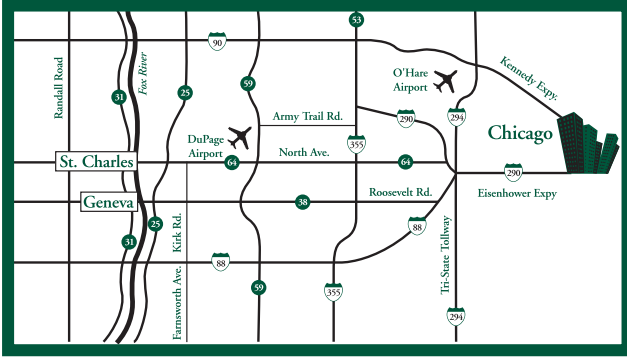 53
90
O'Hare
Airport
Kennedy Expy.
Randall Road
Fox River
31
25
59
Army Trail Rd.
290
294
Chicago
DuPage
Airport
355
St. Charles
64
North Ave.
64
290
Geneva
38
Roosevelt Rd.
Eisenhower Expy
25
Kirk Rd.
88
31
Tri-State Tollway
88
Farnsworth Ave.
59
355
294